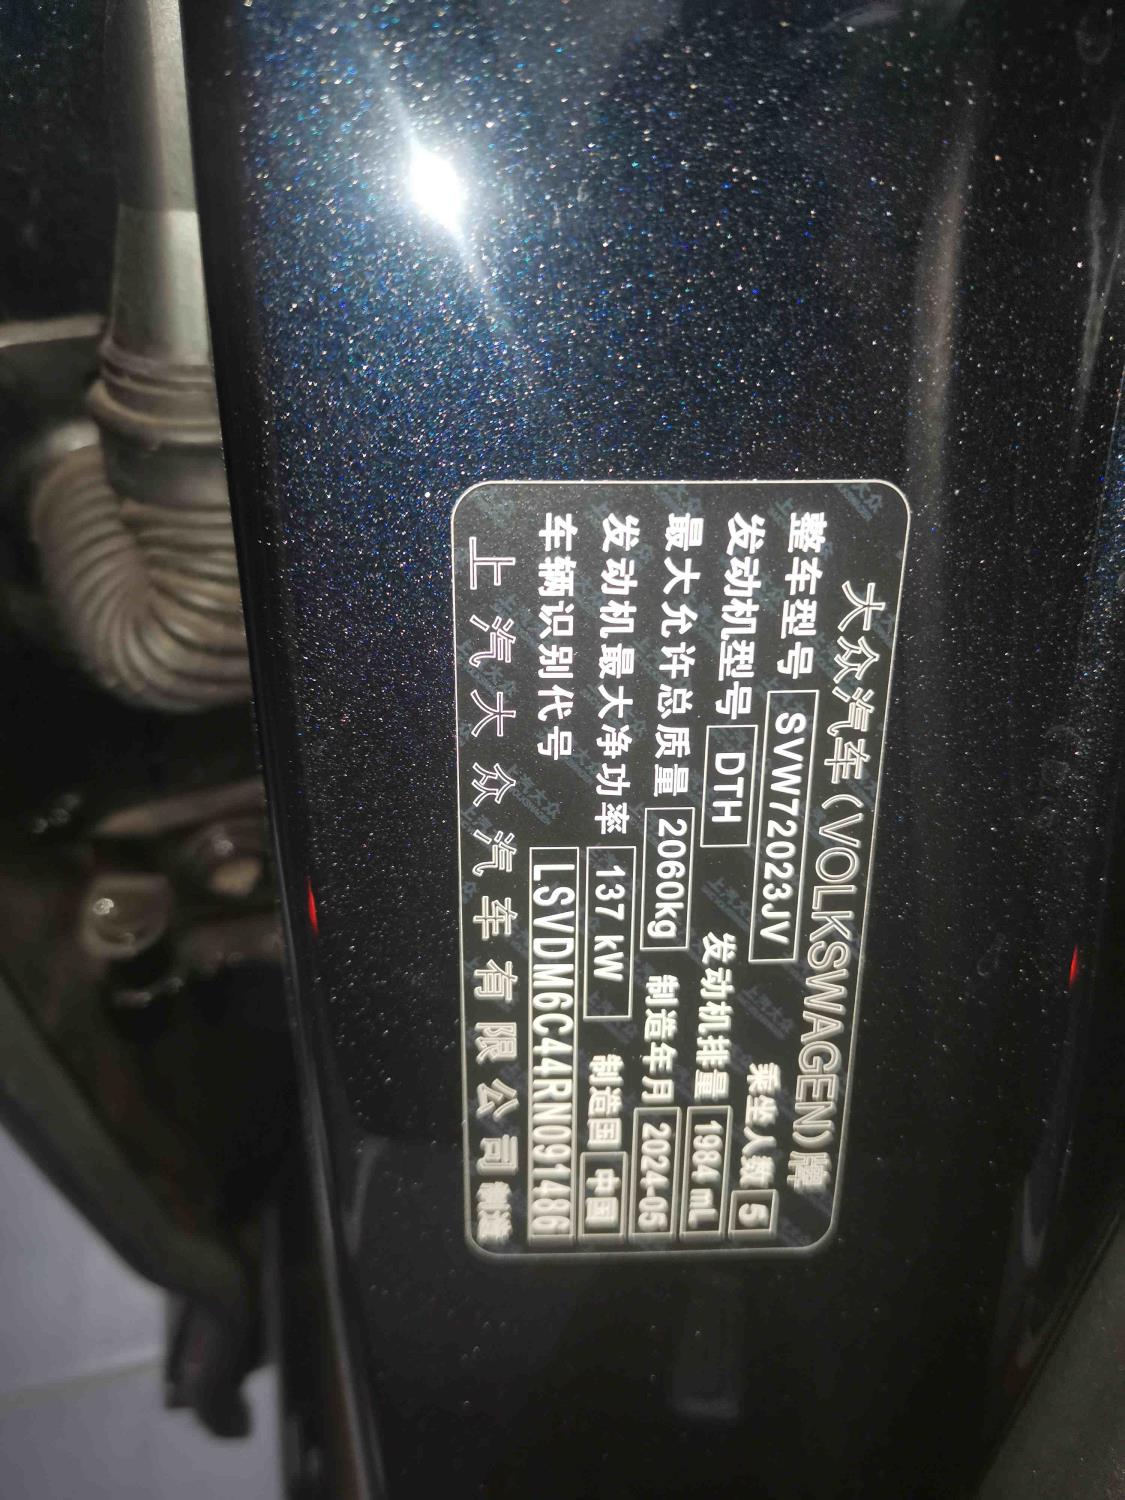 大众汽车(VOLKSWAGEN)牌
整车型号 SVW72023JV 乘坐人数 5
发动机型号 DTH 发动机排量 1984 mL
最大允许总质量 2060kg 制造年月 2024-05
发动机最大净功率 137 kW 制造国 中国
车辆识别代号 LSVDM6C44RN091486
上汽大众汽车有限公司 制造